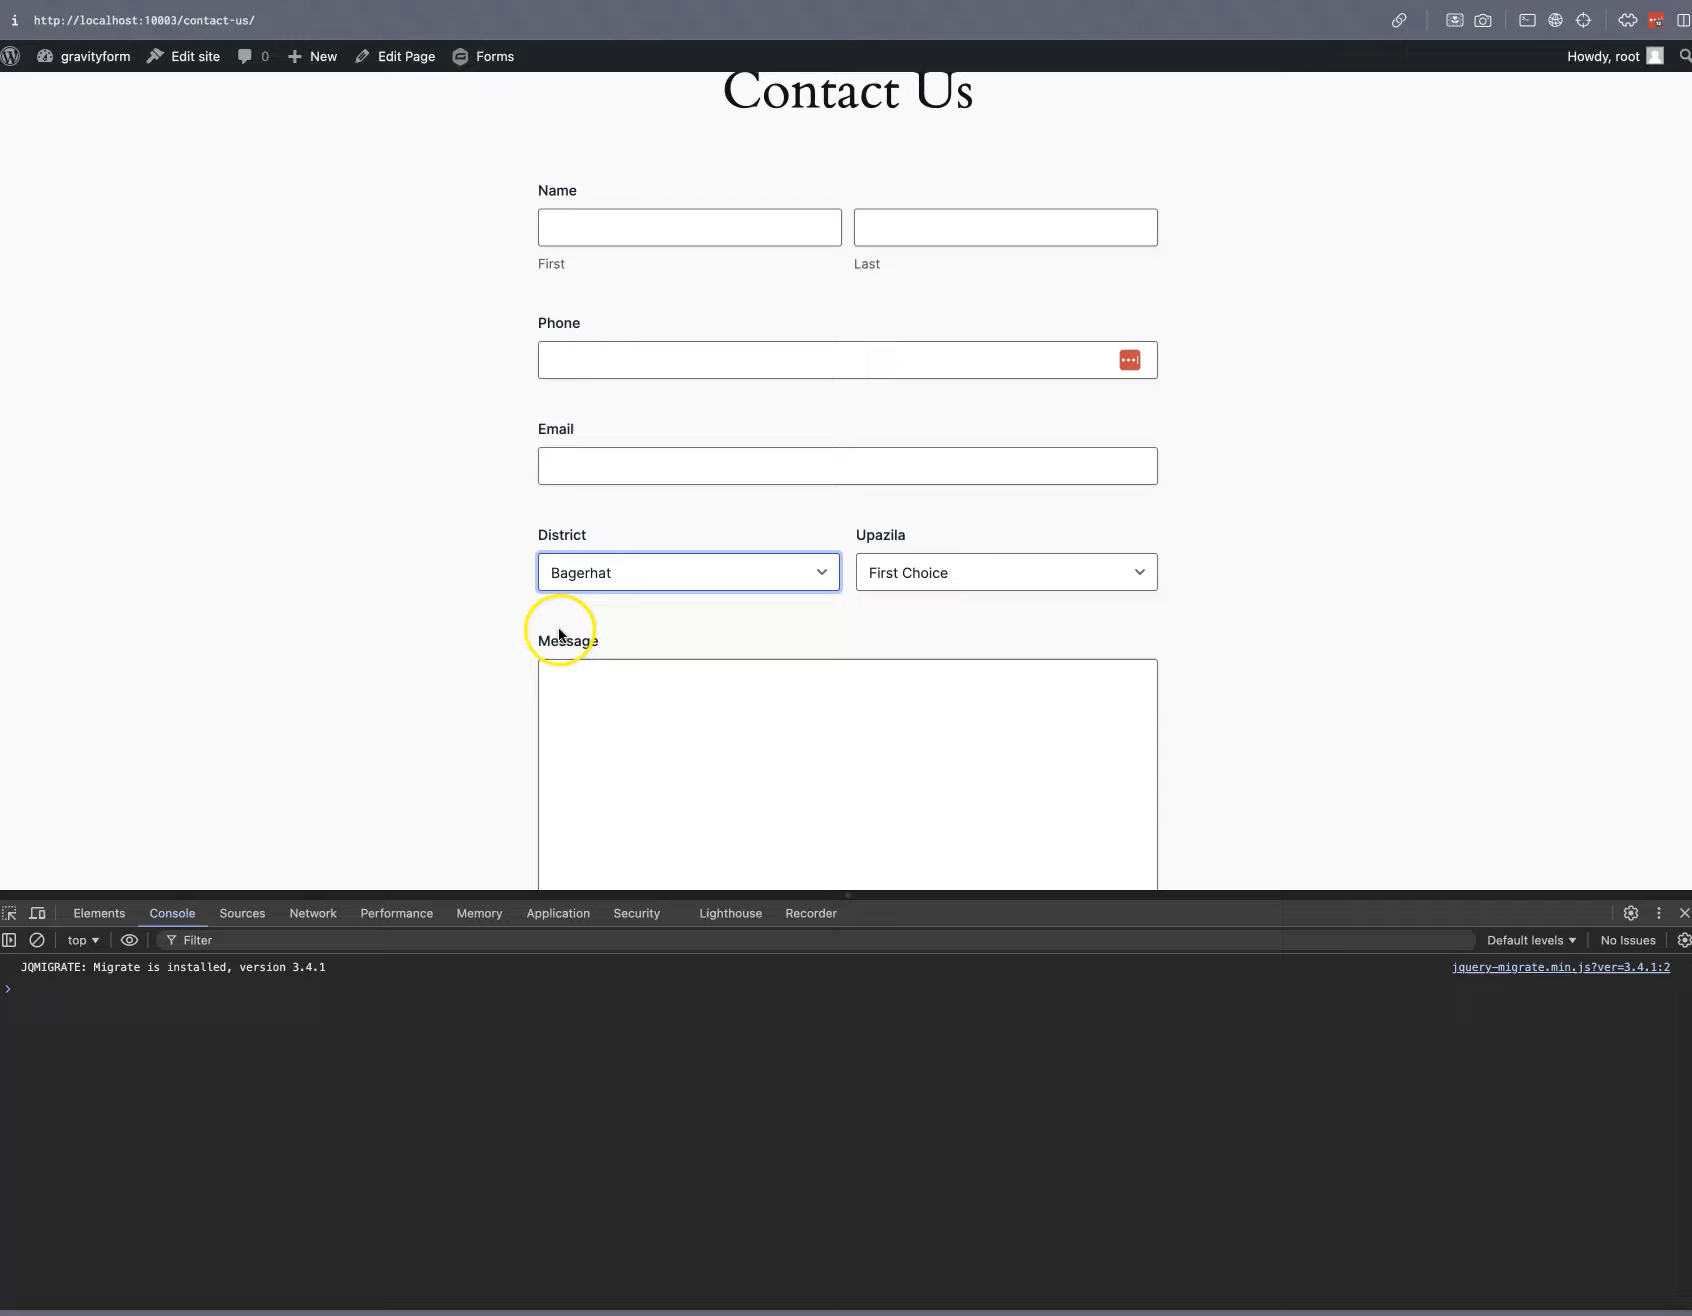 i http://localhost:10003/contact-us/
gravityform Edit site 0 New Edit Page Forms Howdy, root
Contact Us
Name
First Last
Phone
Email
District Upazila
Bagerhat First Choice
Message
Elements Console Sources Network Performance Memory Application Security Lighthouse Recorder
top Filter Default levels No Issues
JQMIGRATE: Migrate is installed, version 3.4.1 jquery-migrate.min.js?ver=3.4.1:2